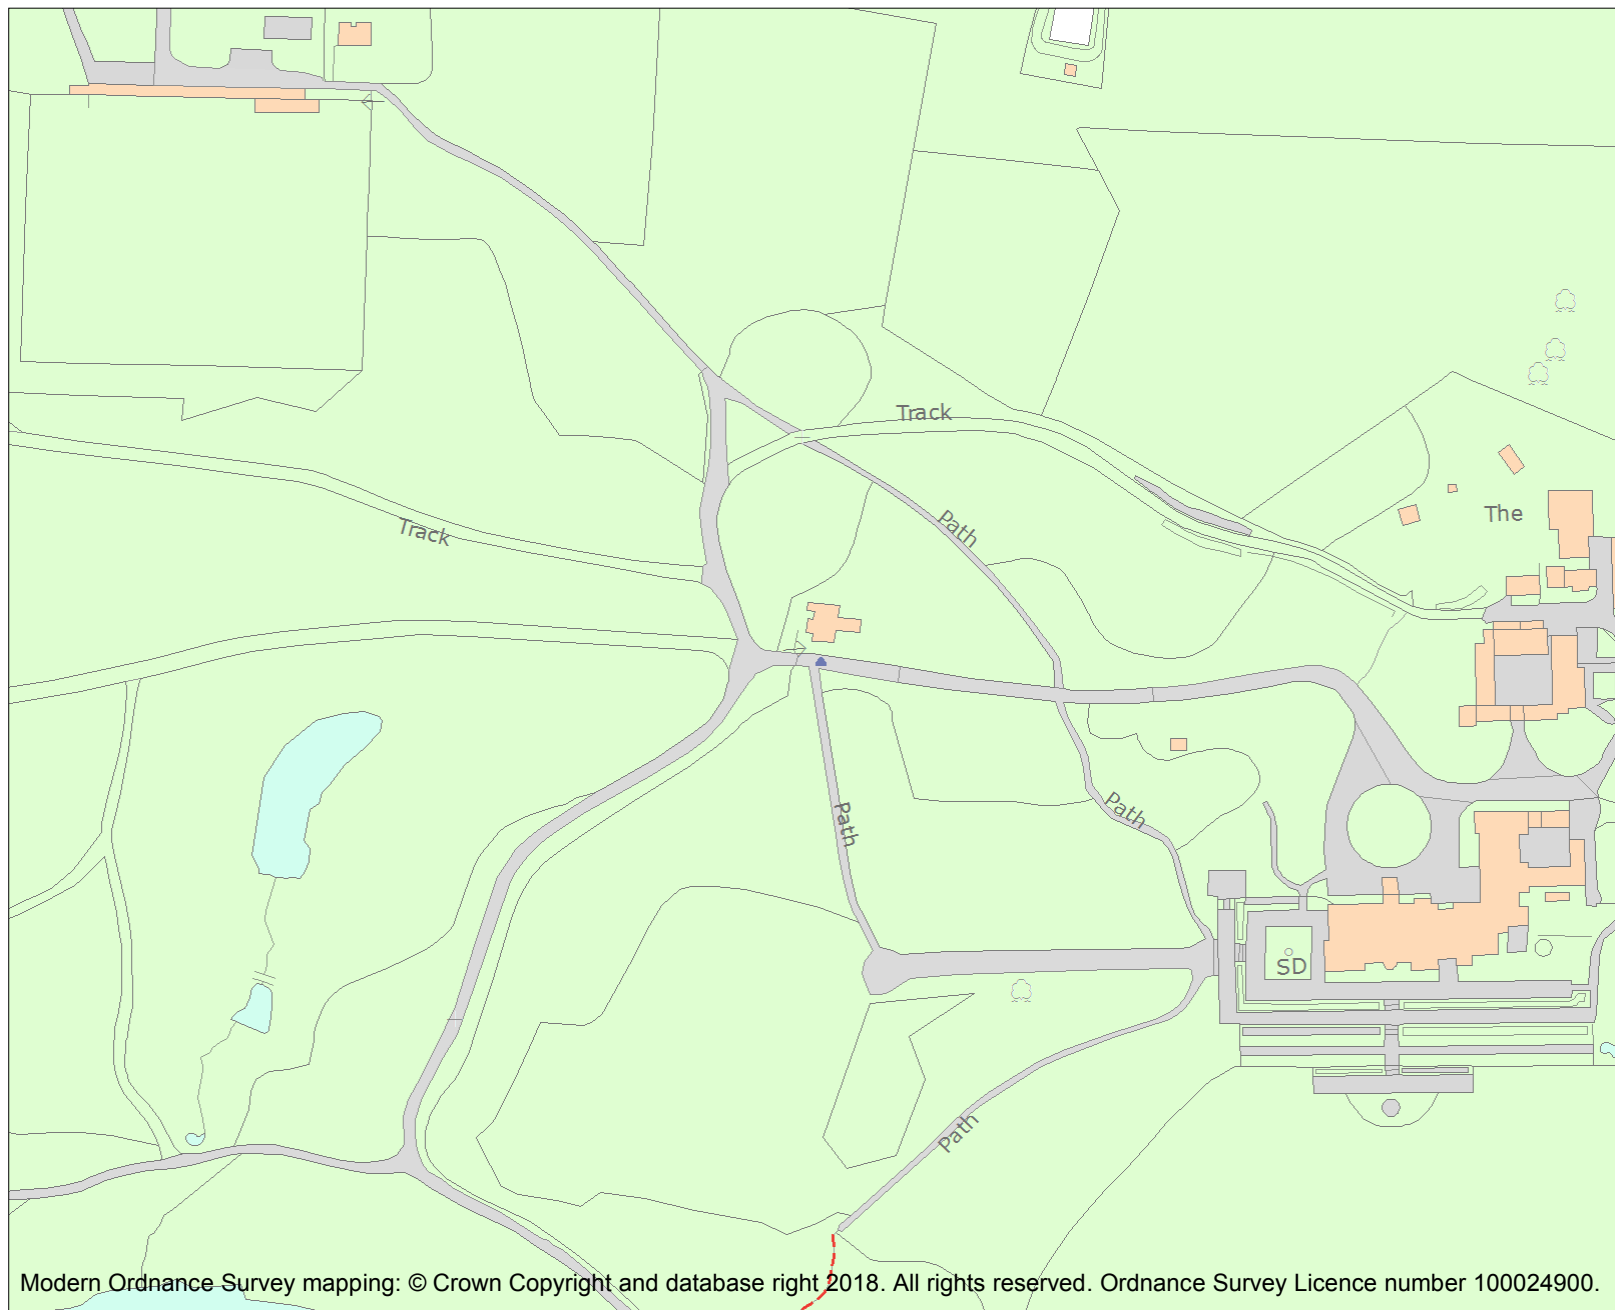 Track
The
Path
Track
Path
Path
SD
Path
Modern Ordnance Survey mapping: © Crown Copyright and database right 2018. All rights reserved. Ordnance Survey Licence number 100024900.